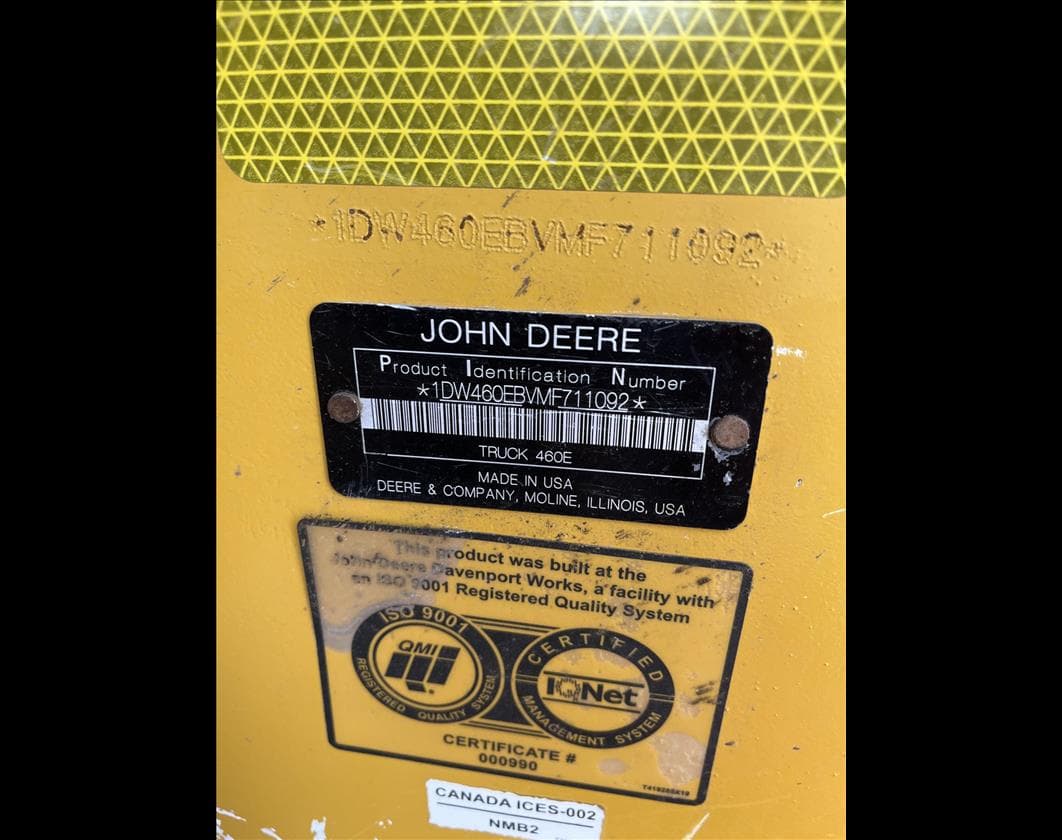 *1DW460EBVMF711092*
JOHN DEERE
Product Identification Number
*1DW460EBVMF711092*
TRUCK 460E
MADE IN USA
DEERE & COMPANY, MOLINE, ILLINOIS, USA
This product was built at the
John Deere Davenport Works, a facility with
an ISO 9001 Registered Quality System
ISO 9001
QMI
REGISTERED QUALITY SYSTEM
CERTIFIED
IQNet
MANAGEMENT SYSTEM
CERTIFICATE #
000990
CANADA ICES-002
NMB2